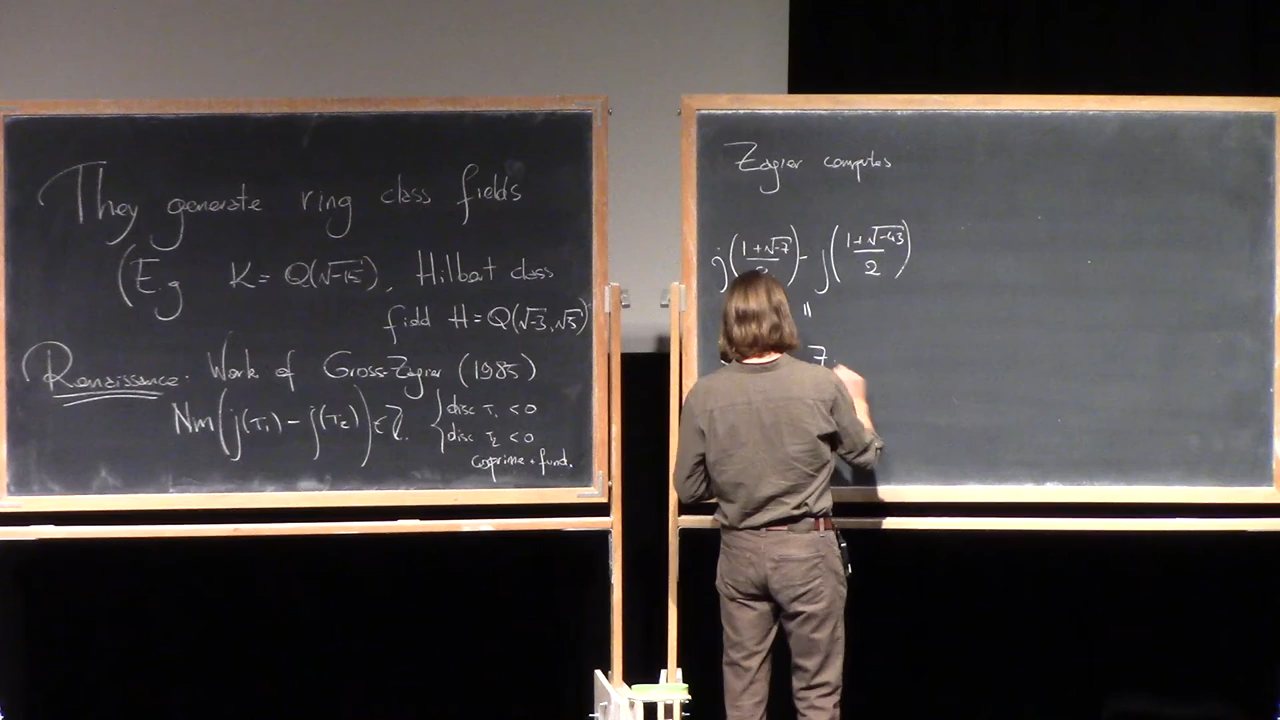 They generate ring class fields
(E.g K = Q(√-15), Hilbert class
field H = Q(√-3, √5)
Renaissance: Work of Gross-Zagier (1985)
Nm(j(τ₁) - j(τ₂)) ∈ ℤ. { disc τ₁ < 0
disc τ₂ < 0
coprime + fund.
Zagier computes
j((1+√-7)/2) - j((1+√-43)/2)
=
7